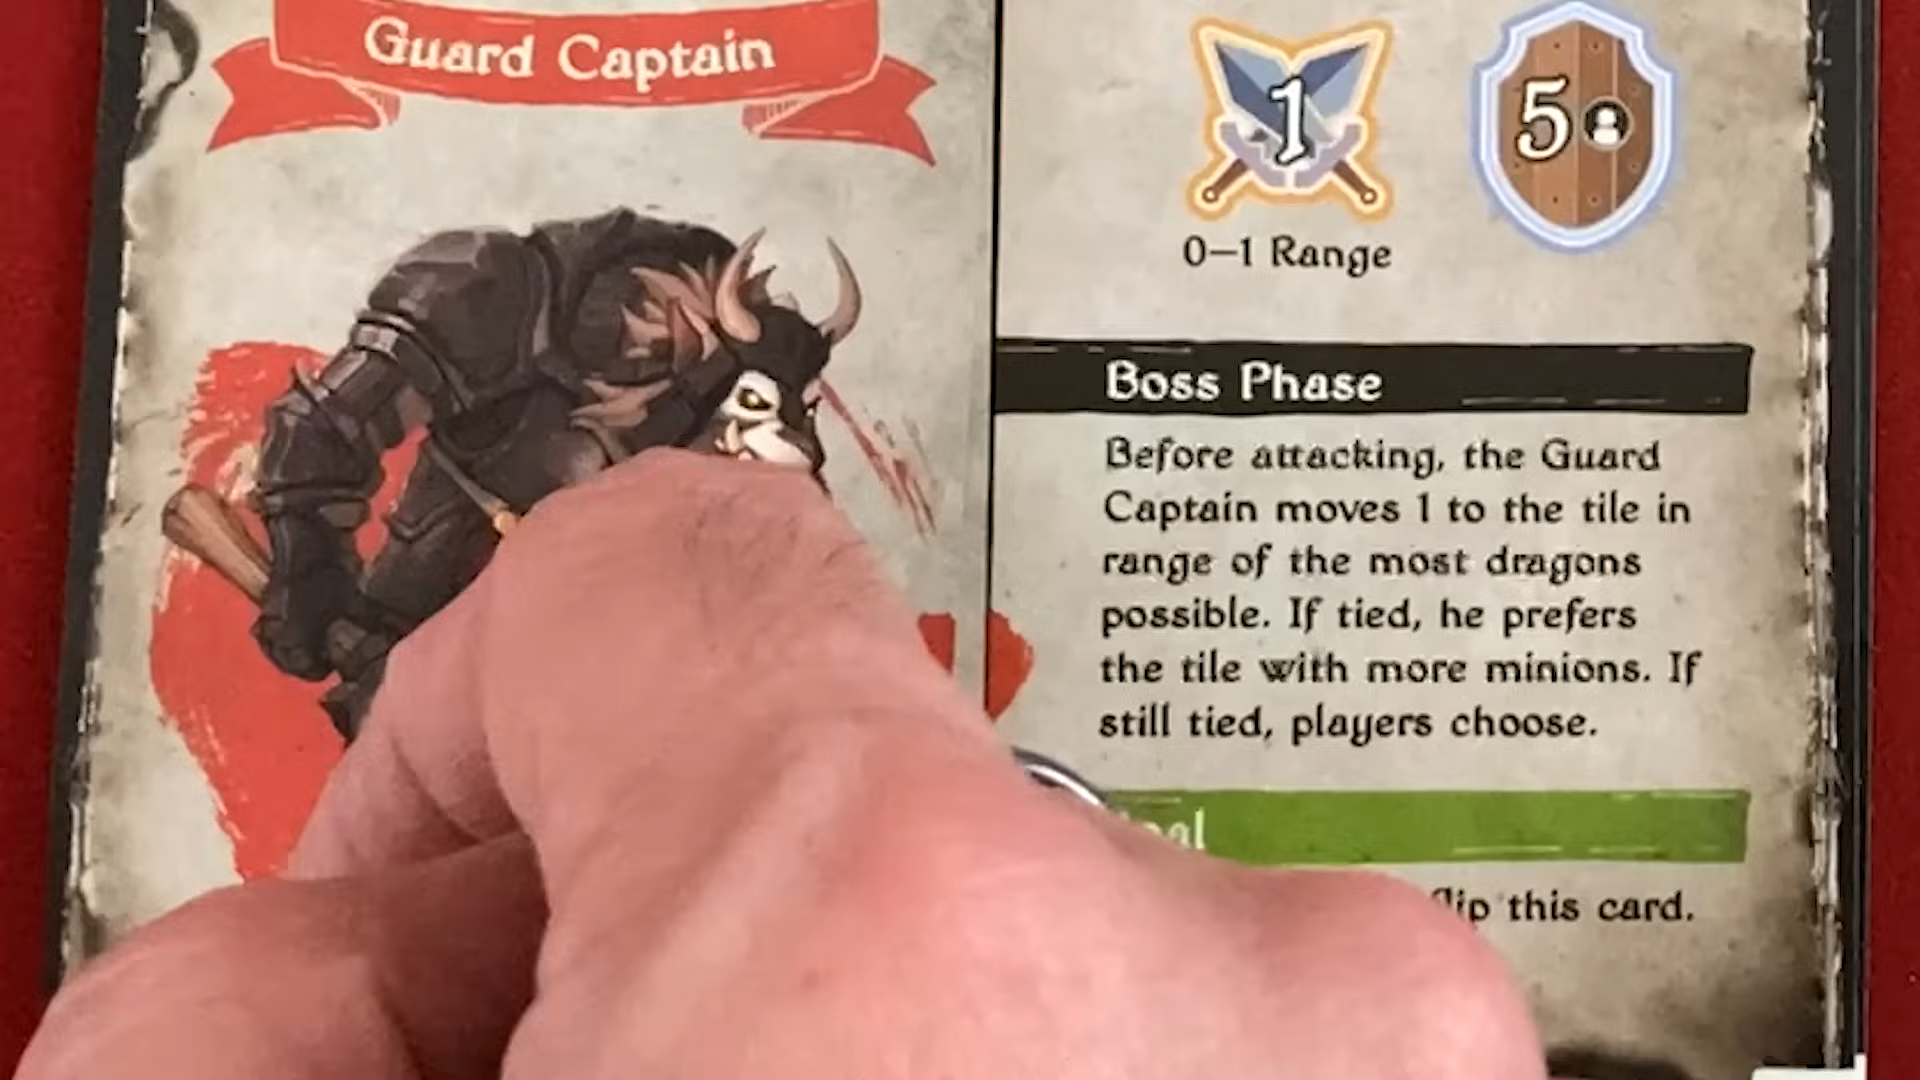 Guard Captain
1
5
0–1 Range
Boss Phase
Before attacking, the Guard
Captain moves 1 to the tile in
range of the most dragons
possible. If tied, he prefers
the tile with more minions. If
still tied, players choose.
flip this card.